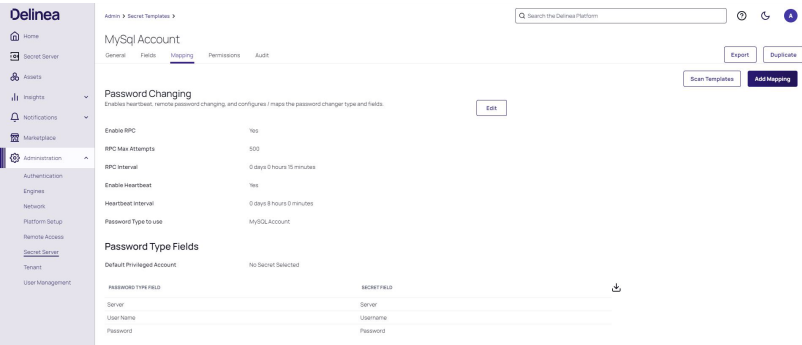 Delinea
Home
Secret Server
Assets
Insights
Notifications
Marketplace
Administration
Authentication
Engines
Network
Platform Setup
Remote Access
Secret Server
Tenant
User Management
Admin > Secret Templates >
Search the Delinea Platform
A
MySql Account
General Fields Mapping Permissions Audit
Export Duplicate
Scan Templates Add Mapping
Password Changing
Enables heartbeat, remote password changing, and configures / maps the password changer type and fields.
Edit
Enable RPC Yes
RPC Max Attempts 500
RPC Interval 0 days 0 hours 15 minutes
Enable Heartbeat Yes
Heartbeat Interval 0 days 8 hours 0 minutes
Password Type to use MySQL Account
Password Type Fields
Default Privileged Account No Secret Selected
PASSWORD TYPE FIELD SECRET FIELD
Server Server
User Name Username
Password Password